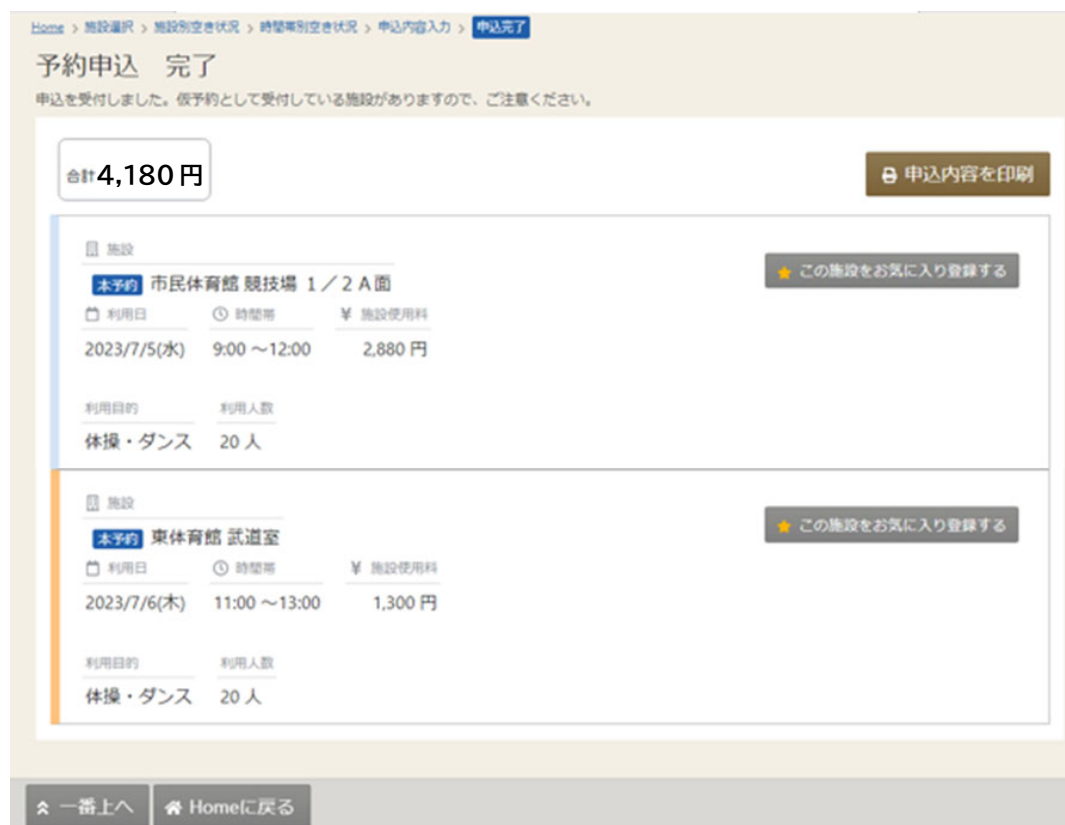 Home > 施設選択 > 施設別空き状況 > 時間帯別空き状況 > 申込内容入力 > 申込完了
予約申込　完了
申込を受付しました。仮予約として受付している施設がありますので、ご注意ください。
合計4,180円
申込内容を印刷
施設
この施設をお気に入り登録する
本予約 市民体育館 競技場 1／2 A面
利用日 時間帯 ¥ 施設使用料
2023/7/5(水) 9:00 ～12:00 2,880 円
利用目的 利用人数
体操・ダンス 20 人
施設
この施設をお気に入り登録する
本予約 東体育館 武道室
利用日 時間帯 ¥ 施設使用料
2023/7/6(木) 11:00 ～13:00 1,300 円
利用目的 利用人数
体操・ダンス 20 人
一番上へ Homeに戻る